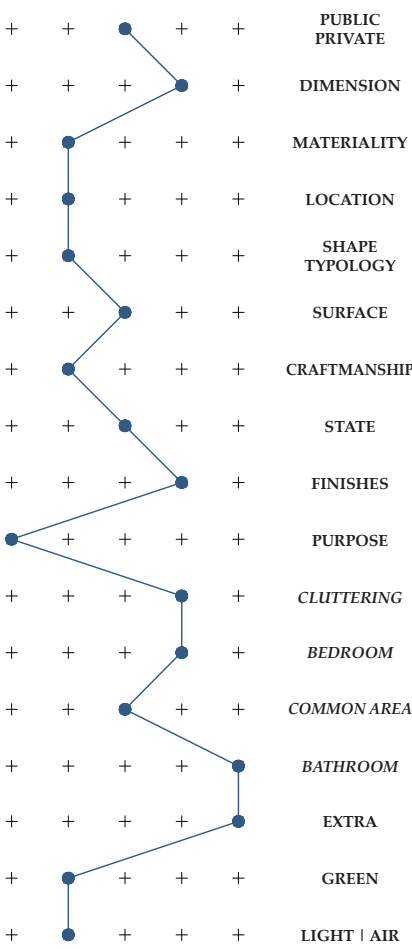 PUBLIC
PRIVATE
DIMENSION
MATERIALITY
LOCATION
SHAPE
TYPOLOGY
SURFACE
CRAFTMANSHIP
STATE
FINISHES
PURPOSE
CLUTTERING
BEDROOM
COMMON AREA
BATHROOM
EXTRA
GREEN
LIGHT | AIR